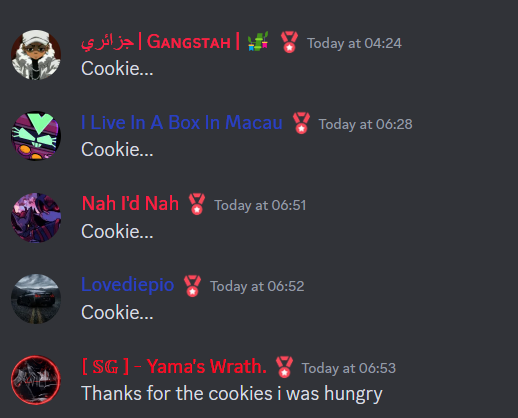 جزائري | Gᴀɴɢsᴛᴀʜ | Today at 04:24
Cookie...
I Live In A Box In Macau Today at 06:28
Cookie...
Nah I'd Nah Today at 06:51
Cookie...
Lovediepio Today at 06:52
Cookie...
[ 𝕊𝔾 ] - Yama's Wrath. Today at 06:53
Thanks for the cookies i was hungry